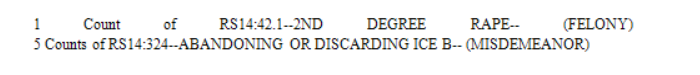 1 Count of RS14:42.1--2ND DEGREE RAPE-- (FELONY)
5 Counts of RS14:324--ABANDONING OR DISCARDING ICE B-- (MISDEMEANOR)